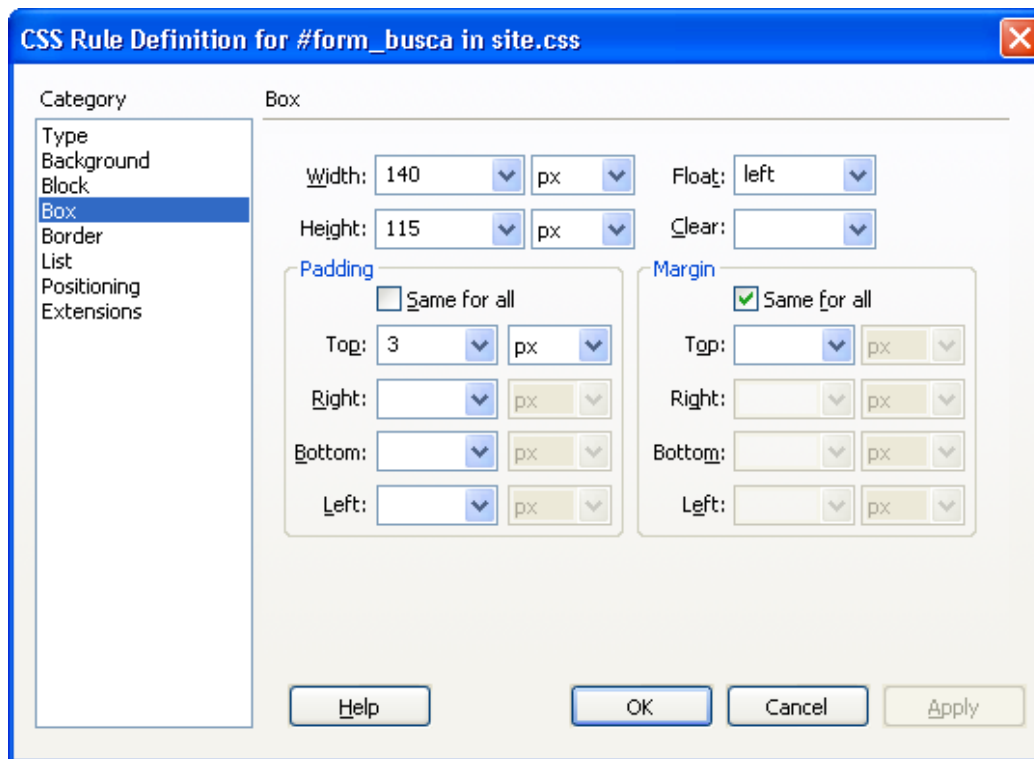 CSS Rule Definition for #form_busca in site.css
Category
Type
Background
Block
Box
Border
List
Positioning
Extensions
Box
Width: 140 px Float: left
Height: 115 px Clear:
Padding
Same for all
Top: 3 px
Right: px
Bottom: px
Left: px
Margin
Same for all
Top: px
Right: px
Bottom: px
Left: px
Help OK Cancel Apply